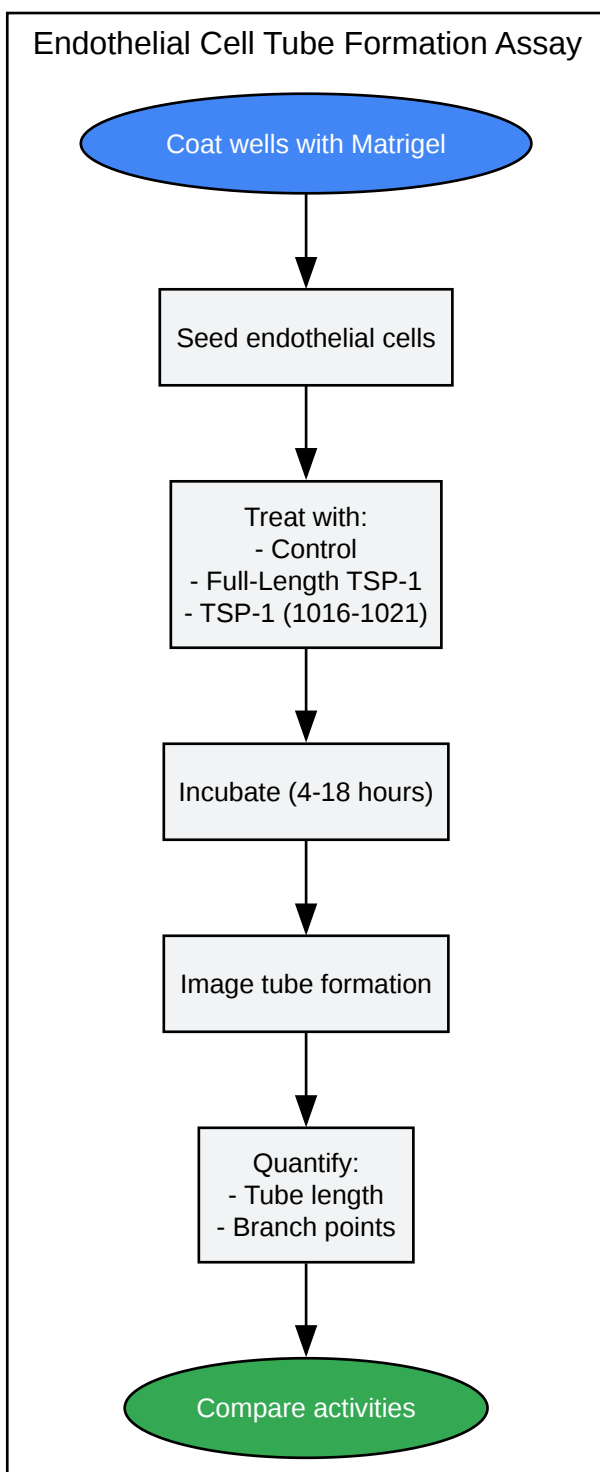 Endothelial Cell Tube Formation Assay
Coat wells with Matrigel
Seed endothelial cells
Treat with:
- Control
- Full-Length TSP-1
- TSP-1 (1016-1021)
Incubate (4-18 hours)
Image tube formation
Quantify:
- Tube length
- Branch points
Compare activities